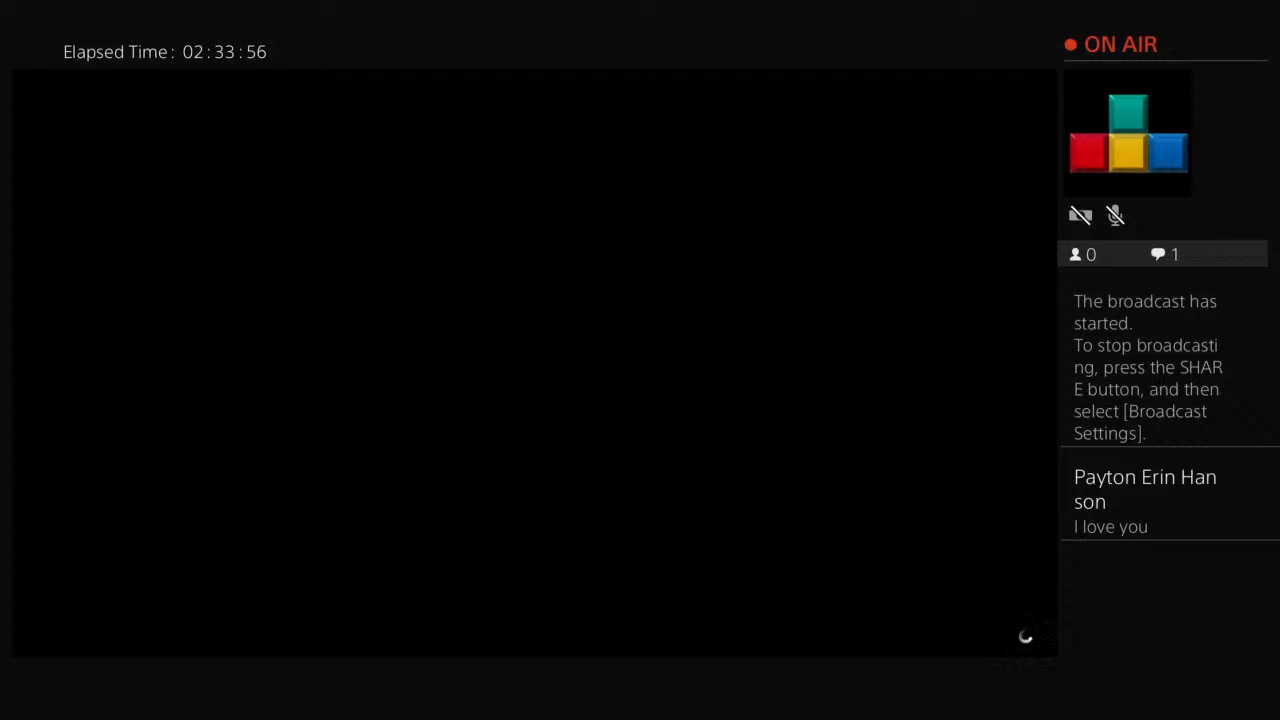 Elapsed Time: 02:33:56
ON AIR
0 1
The broadcast has
started.
To stop broadcasti
ng, press the SHAR
E button, and then
select [Broadcast
Settings].
Payton Erin Han
son
I love you